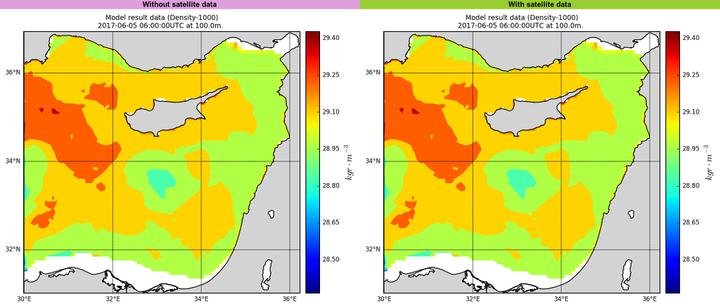 Without satellite data
Model result data (Density-1000)
2017-06-05 06:00:00UTC at 100.0m.
36°N
34°N
32°N
30°E
32°E
34°E
36°E
29.40
29.25
29.10
28.95
28.80
28.65
28.50
kgr · m⁻³
With satellite data
Model result data (Density-1000)
2017-06-05 06:00:00UTC at 100.0m.
36°N
34°N
32°N
30°E
32°E
34°E
36°E
29.40
29.25
29.10
28.95
28.80
28.65
28.50
kgr · m⁻³